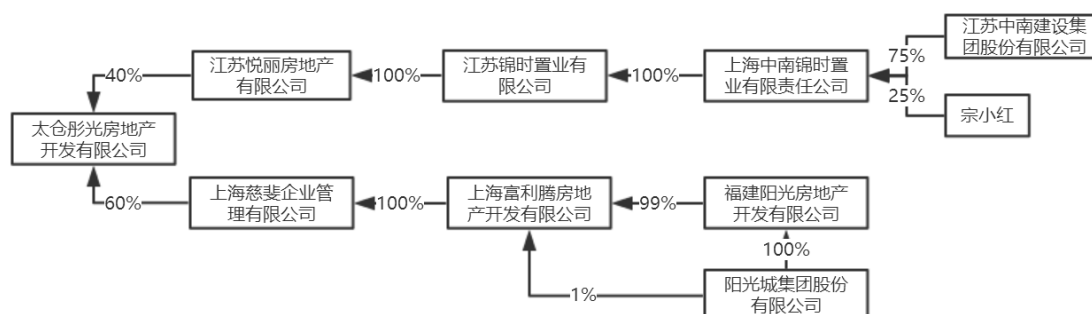 江苏中南建设集
团股份有限公司
75%
40%
江苏悦丽房地产
有限公司
100%
江苏锦时置业有
限公司
100%
上海中南锦时置
业有限责任公司
25%
宗小红
太仓彤光房地产
开发有限公司
60%
上海慈斐企业管
理有限公司
100%
上海富利腾房地
产开发有限公司
99%
福建阳光房地产
开发有限公司
100%
1%
阳光城集团股份
有限公司